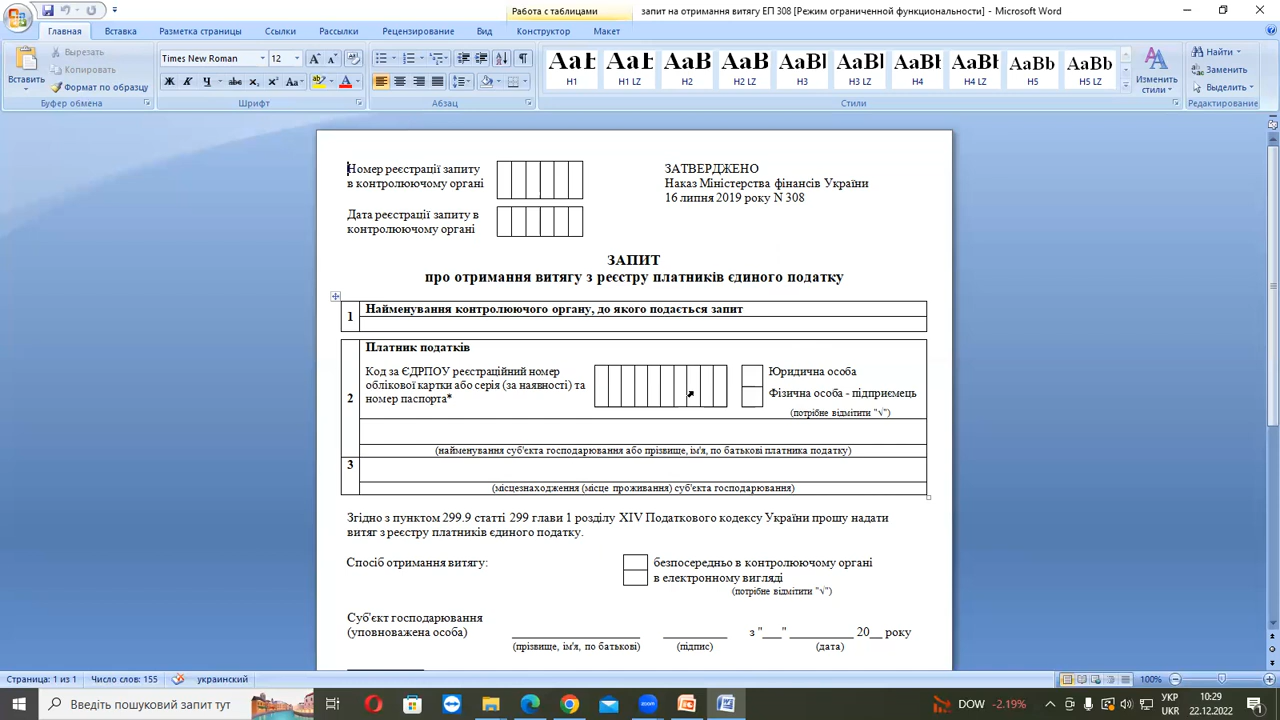 Работа с таблицами
запит на отримання витягу ЕП 308 [Режим ограниченной функциональности] - Microsoft Word
Главная
Вставка
Разметка страницы
Ссылки
Рассылки
Рецензирование
Вид
Конструктор
Макет
Вставить
Вырезать
Копировать
Формат по образцу
Буфер обмена
Times New Roman
12
Шрифт
Абзац
H1
H1 LZ
H2
H2 LZ
H3
H3 LZ
H4
H4 LZ
H5
H5 LZ
Изменить стили
Стили
Найти
Заменить
Выделить
Редактирование
Номер реєстрації запиту
в контролюючому органі
Дата реєстрації запиту в
контролюючому органі
ЗАТВЕРДЖЕНО
Наказ Міністерства фінансів України
16 липня 2019 року N 308
ЗАПИТ
про отримання витягу з реєстру платників єдиного податку
1
Найменування контролюючого органу, до якого подається запит
2
Платник податків
Код за ЄДРПОУ реєстраційний номер
облікової картки або серія (за наявності) та
номер паспорта*
Юридична особа
Фізична особа - підприємець
(потрібне відмітити "√")
(найменування суб'єкта господарювання або прізвище, ім'я, по батькові платника податку)
3
(місцезнаходження (місце проживання) суб'єкта господарювання)
Згідно з пунктом 299.9 статті 299 глави 1 розділу XIV Податкового кодексу України прошу надати
витяг з реєстру платників єдиного податку.
Спосіб отримання витягу:
безпосередньо в контролюючому органі
в електронному вигляді
(потрібне відмітити "√")
Суб'єкт господарювання
(уповноважена особа)
з "___" __________ 20__ року
(прізвище, ім'я, по батькові)
(підпис)
(дата)
Страница: 1 из 1
Число слов: 155
украинский
100%
Введіть пошуковий запит тут
DOW -2.19%
УКР
UKR
10:29
22.12.2022